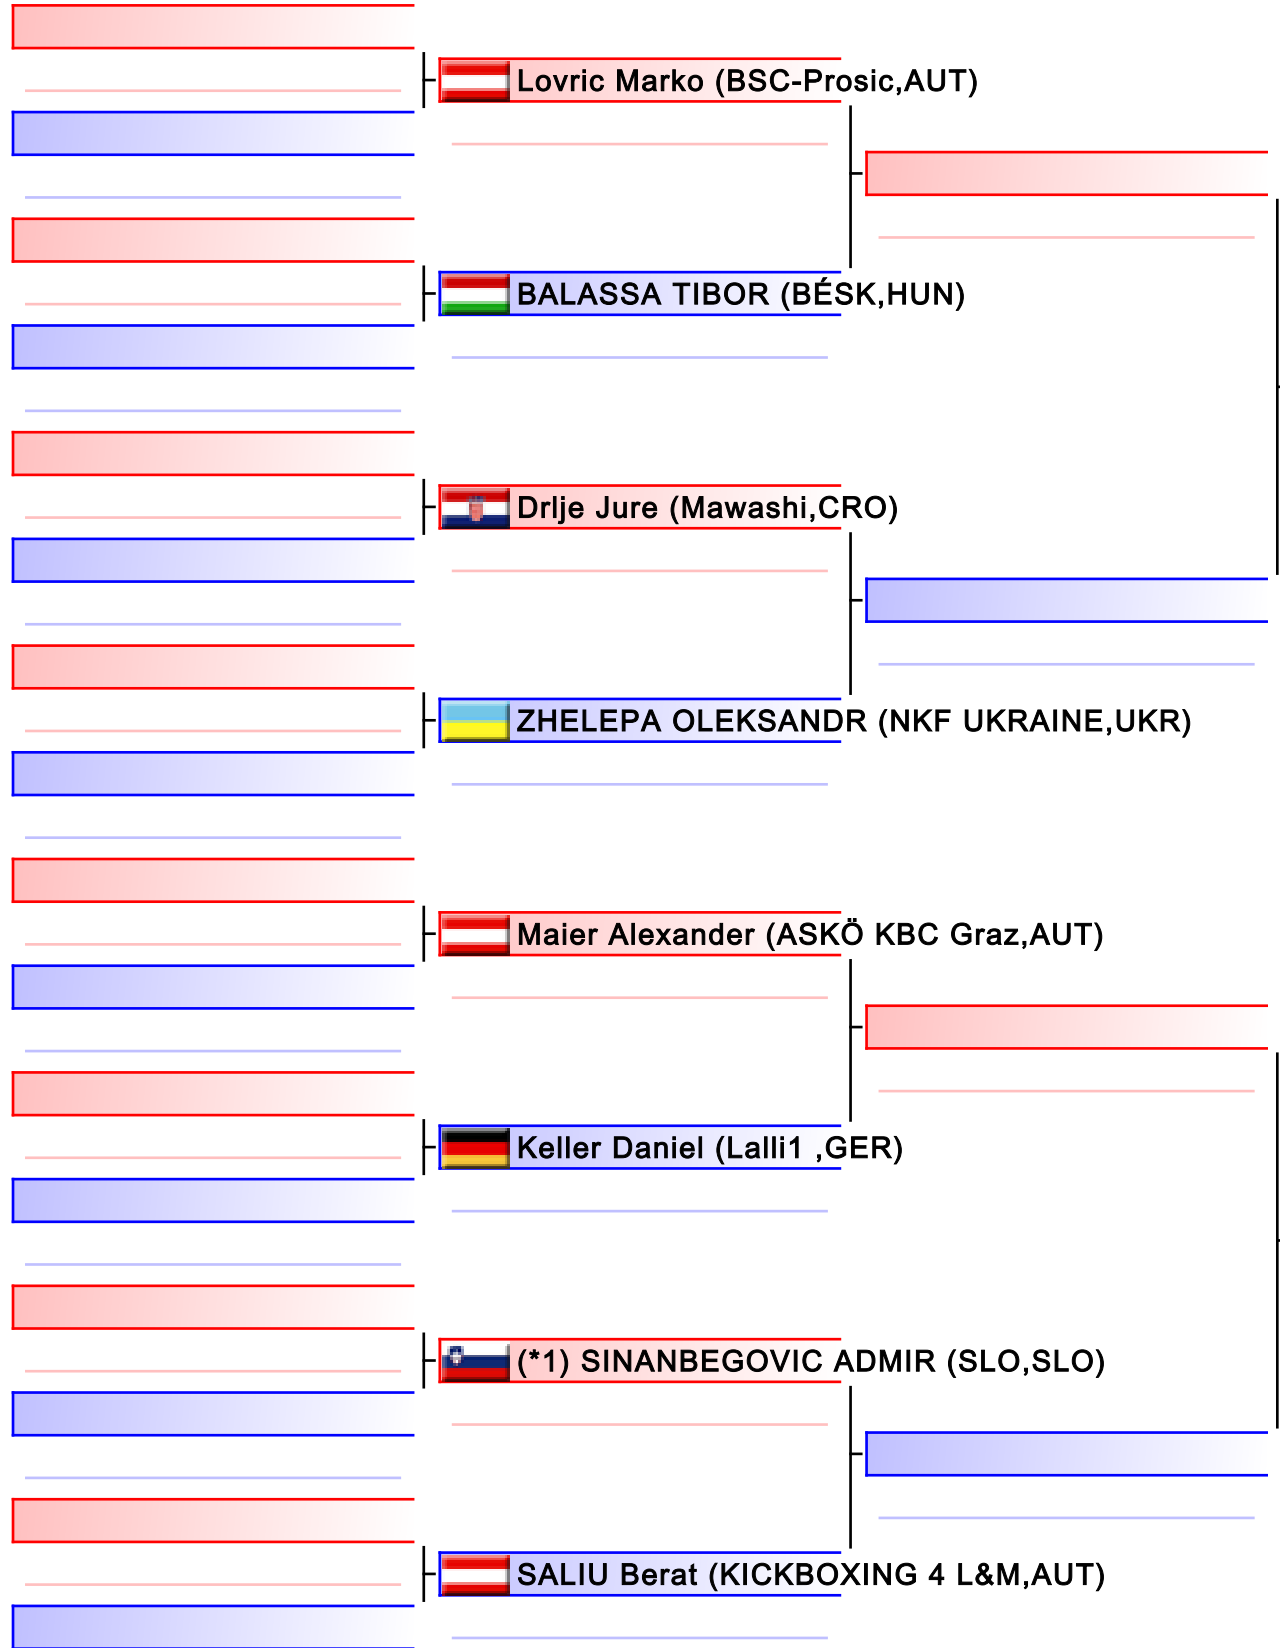 Lovric Marko (BSC-Prosic,AUT)
BALASSA TIBOR (BÉSK,HUN)
Drlje Jure (Mawashi,CRO)
ZHELEPA OLEKSANDR (NKF UKRAINE,UKR)
Maier Alexander (ASKÖ KBC Graz,AUT)
Keller Daniel (Lalli1 ,GER)
(*1) SINANBEGOVIC ADMIR (SLO,SLO)
SALIU Berat (KICKBOXING 4 L&M,AUT)